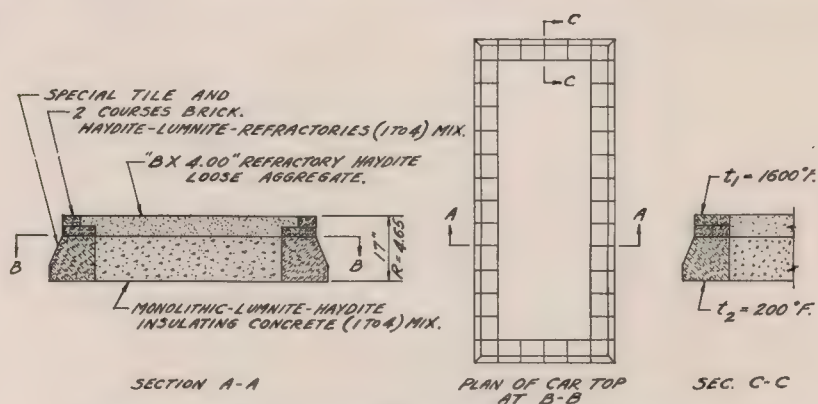 SPECIAL TILE AND
2 COURSES BRICK.
HAYDITE-LUMNITE-REFRACTORIES (1 TO 4) MIX.
"B X 4.00" REFRACTORY HAYDITE
LOOSE AGGREGATE.
B
B
17"
R = 4.65
MONOLITHIC-LUMNITE-HAYDITE
INSULATING CONCRETE (1 TO 4) MIX.
SECTION A-A
C
C
A
A
PLAN OF CAR TOP
AT B-B
t1 = 1600°F.
t2 = 200°F.
SEC. C-C